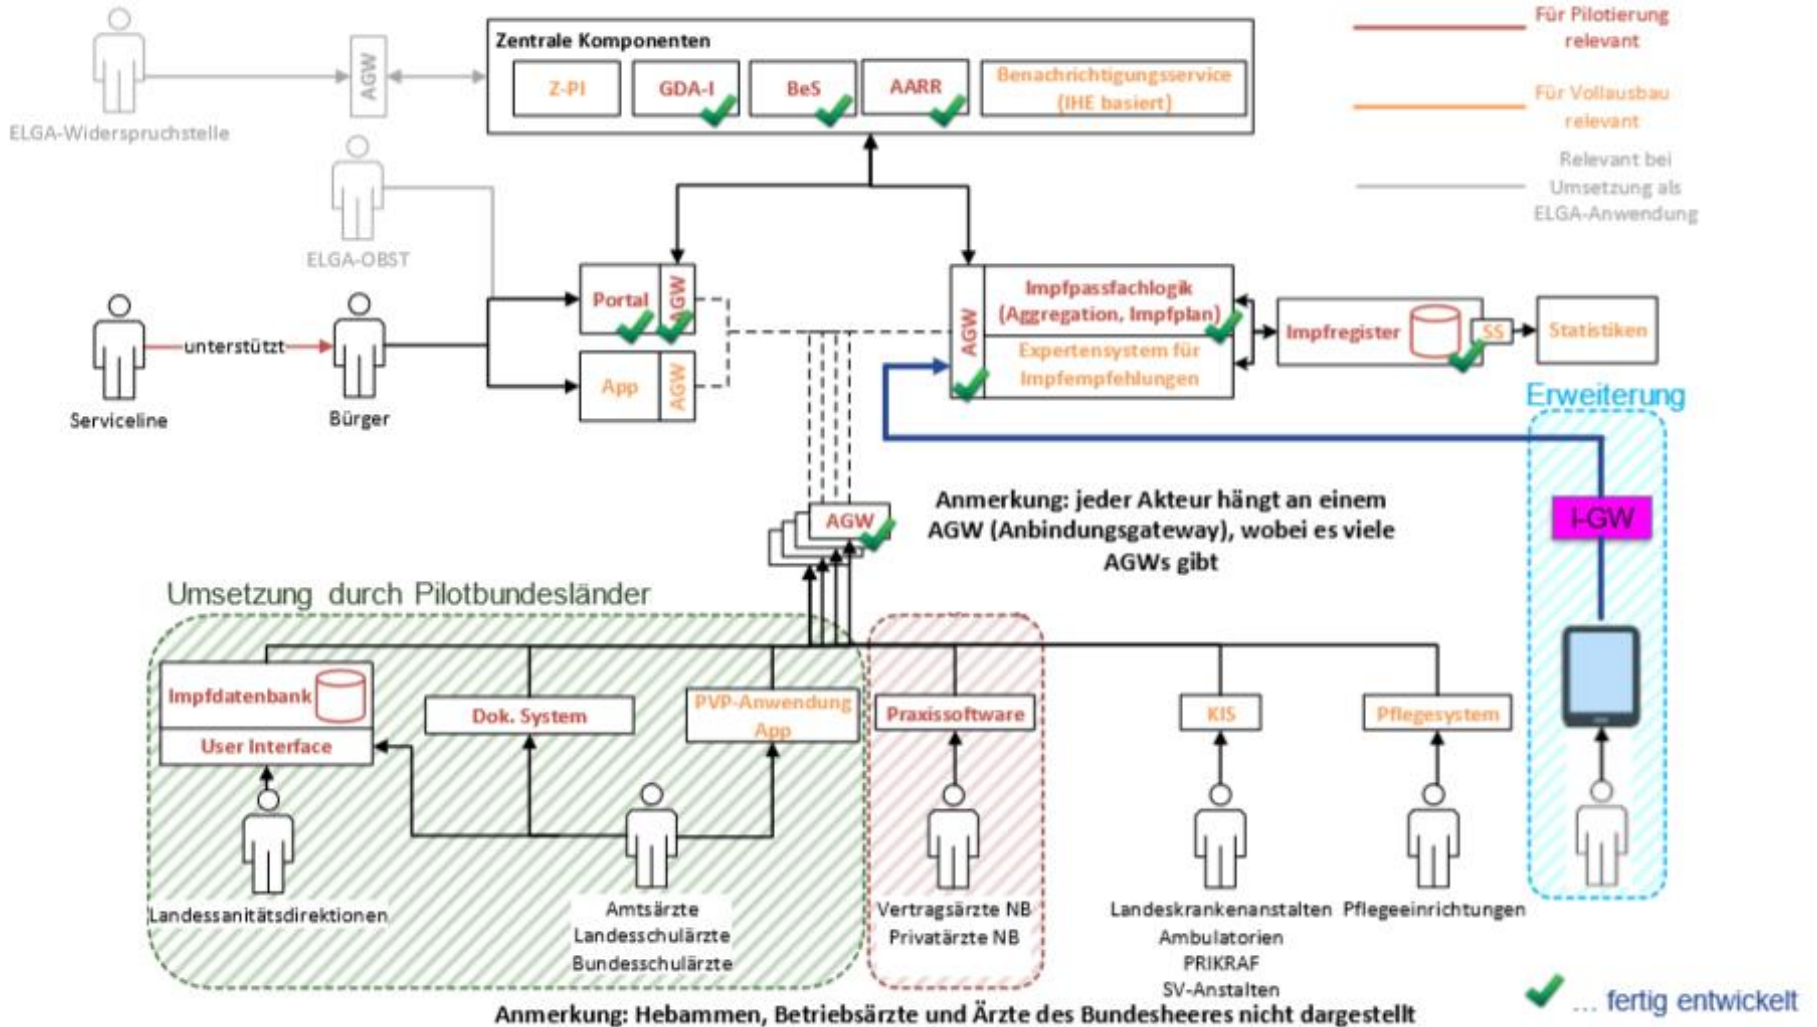 Für Pilotierung
relevant
Zentrale Komponenten
AGW
Z-PI
GDA-I
BeS
AARR
Benachrichtigungsservice
(IHE basiert)
Für Vollausbau
relevant
ELGA-Widerspruchstelle
Relevant bei
Umsetzung als
ELGA-Anwendung
ELGA-OBST
Portal
AGW
AGW
Impfpassfachlogik
(Aggregation, Impfplan)
Expertensystem für
Impfempfehlungen
Impfregister
SS
Statistiken
unterstützt
App
AGW
Serviceline
Bürger
Erweiterung
Anmerkung: jeder Akteur hängt an einem
AGW (Anbindungsgateway), wobei es viele
AGWs gibt
AGW
I-GW
Umsetzung durch Pilotbundesländer
Impfdatenbank
User Interface
Dok. System
PVP-Anwendung
App
Praxissoftware
KIS
Pflegesystem
Landessanitätsdirektionen
Amtsärzte
Landesschulärzte
Bundesschulärzte
Vertragsärzte NB
Privatärzte NB
Landeskrankenanstalten
Ambulatorien
PRIKRAF
SV-Anstalten
Pflegeeinrichtungen
... fertig entwickelt
Anmerkung: Hebammen, Betriebsärzte und Ärzte des Bundesheeres nicht dargestellt